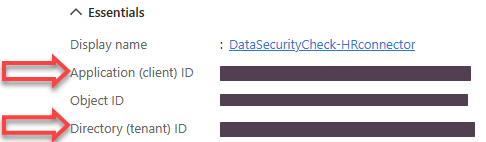 Essentials
Display name : DataSecurityCheck-HRconnector
Application (client) ID
Object ID
Directory (tenant) ID